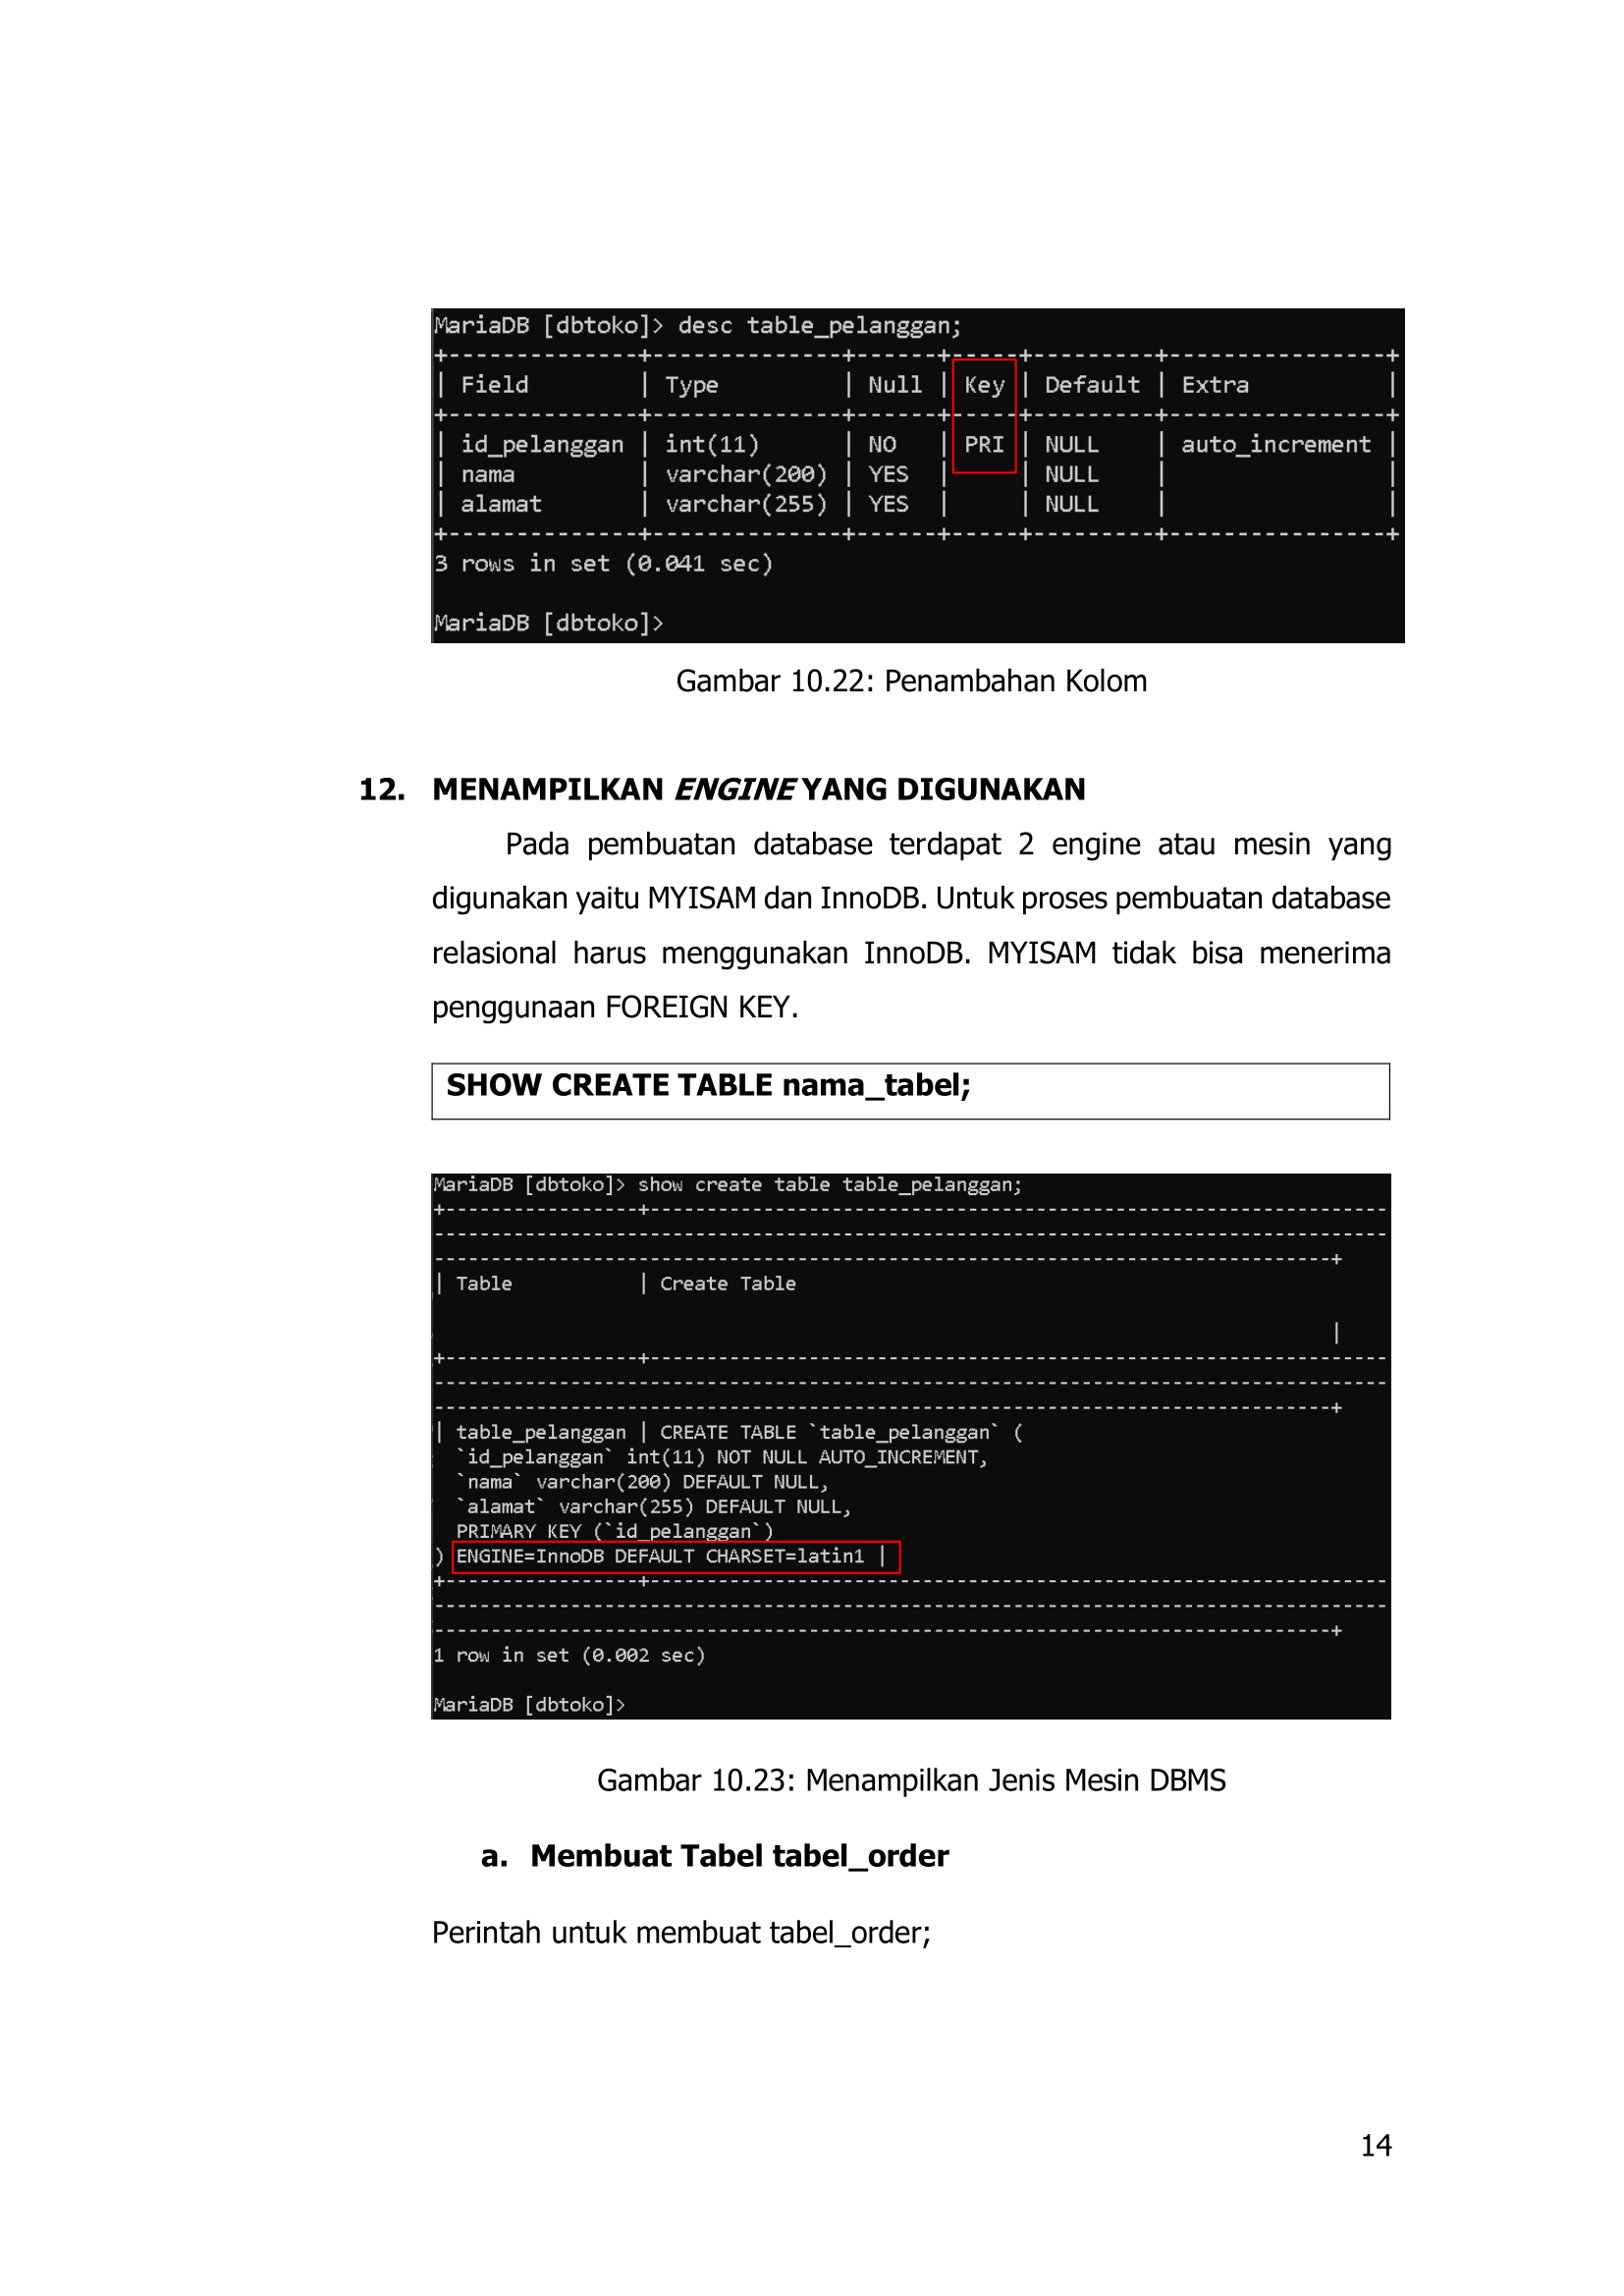 MariaDB [dbtoko]> desc table_pelanggan;
+--------------+--------------+------+-----+---------+----------------+
| Field        | Type         | Null | Key | Default | Extra          |
+--------------+--------------+------+-----+---------+----------------+
| id_pelanggan | int(11)      | NO   | PRI | NULL    | auto_increment |
| nama         | varchar(200) | YES  |     | NULL    |                |
| alamat       | varchar(255) | YES  |     | NULL    |                |
+--------------+--------------+------+-----+---------+----------------+
3 rows in set (0.041 sec)
MariaDB [dbtoko]>
Gambar 10.22: Penambahan Kolom
12. MENAMPILKAN ENGINE YANG DIGUNAKAN
Pada pembuatan database terdapat 2 engine atau mesin yang
digunakan yaitu MYISAM dan InnoDB. Untuk proses pembuatan database
relasional harus menggunakan InnoDB. MYISAM tidak bisa menerima
penggunaan FOREIGN KEY.
SHOW CREATE TABLE nama_tabel;
MariaDB [dbtoko]> show create table table_pelanggan;
| Table           | Create Table
|
| table_pelanggan | CREATE TABLE `table_pelanggan` (
`id_pelanggan` int(11) NOT NULL AUTO_INCREMENT,
`nama` varchar(200) DEFAULT NULL,
`alamat` varchar(255) DEFAULT NULL,
PRIMARY KEY (`id_pelanggan`)
) ENGINE=InnoDB DEFAULT CHARSET=latin1 |
1 row in set (0.002 sec)
MariaDB [dbtoko]>
Gambar 10.23: Menampilkan Jenis Mesin DBMS
a. Membuat Tabel tabel_order
Perintah untuk membuat tabel_order;
14